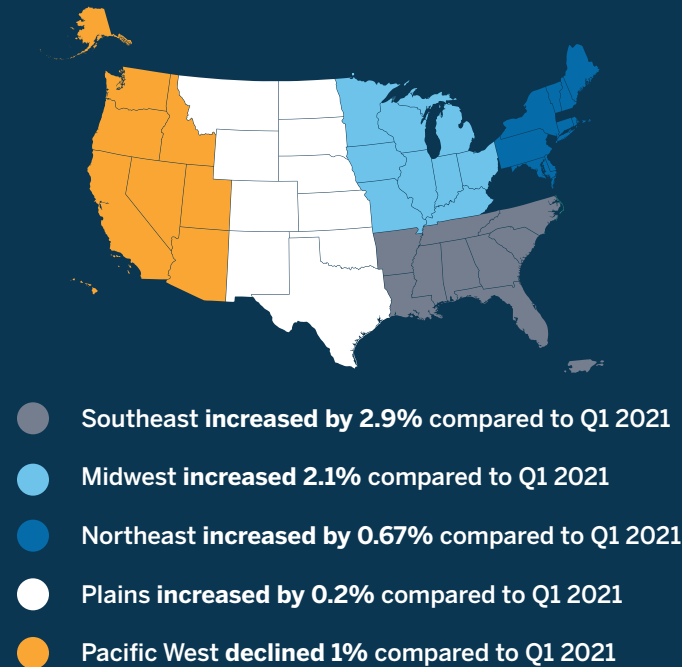 Southeast increased by 2.9% compared to Q1 2021
Midwest increased 2.1% compared to Q1 2021
Northeast increased by 0.67% compared to Q1 2021
Plains increased by 0.2% compared to Q1 2021
Pacific West declined 1% compared to Q1 2021